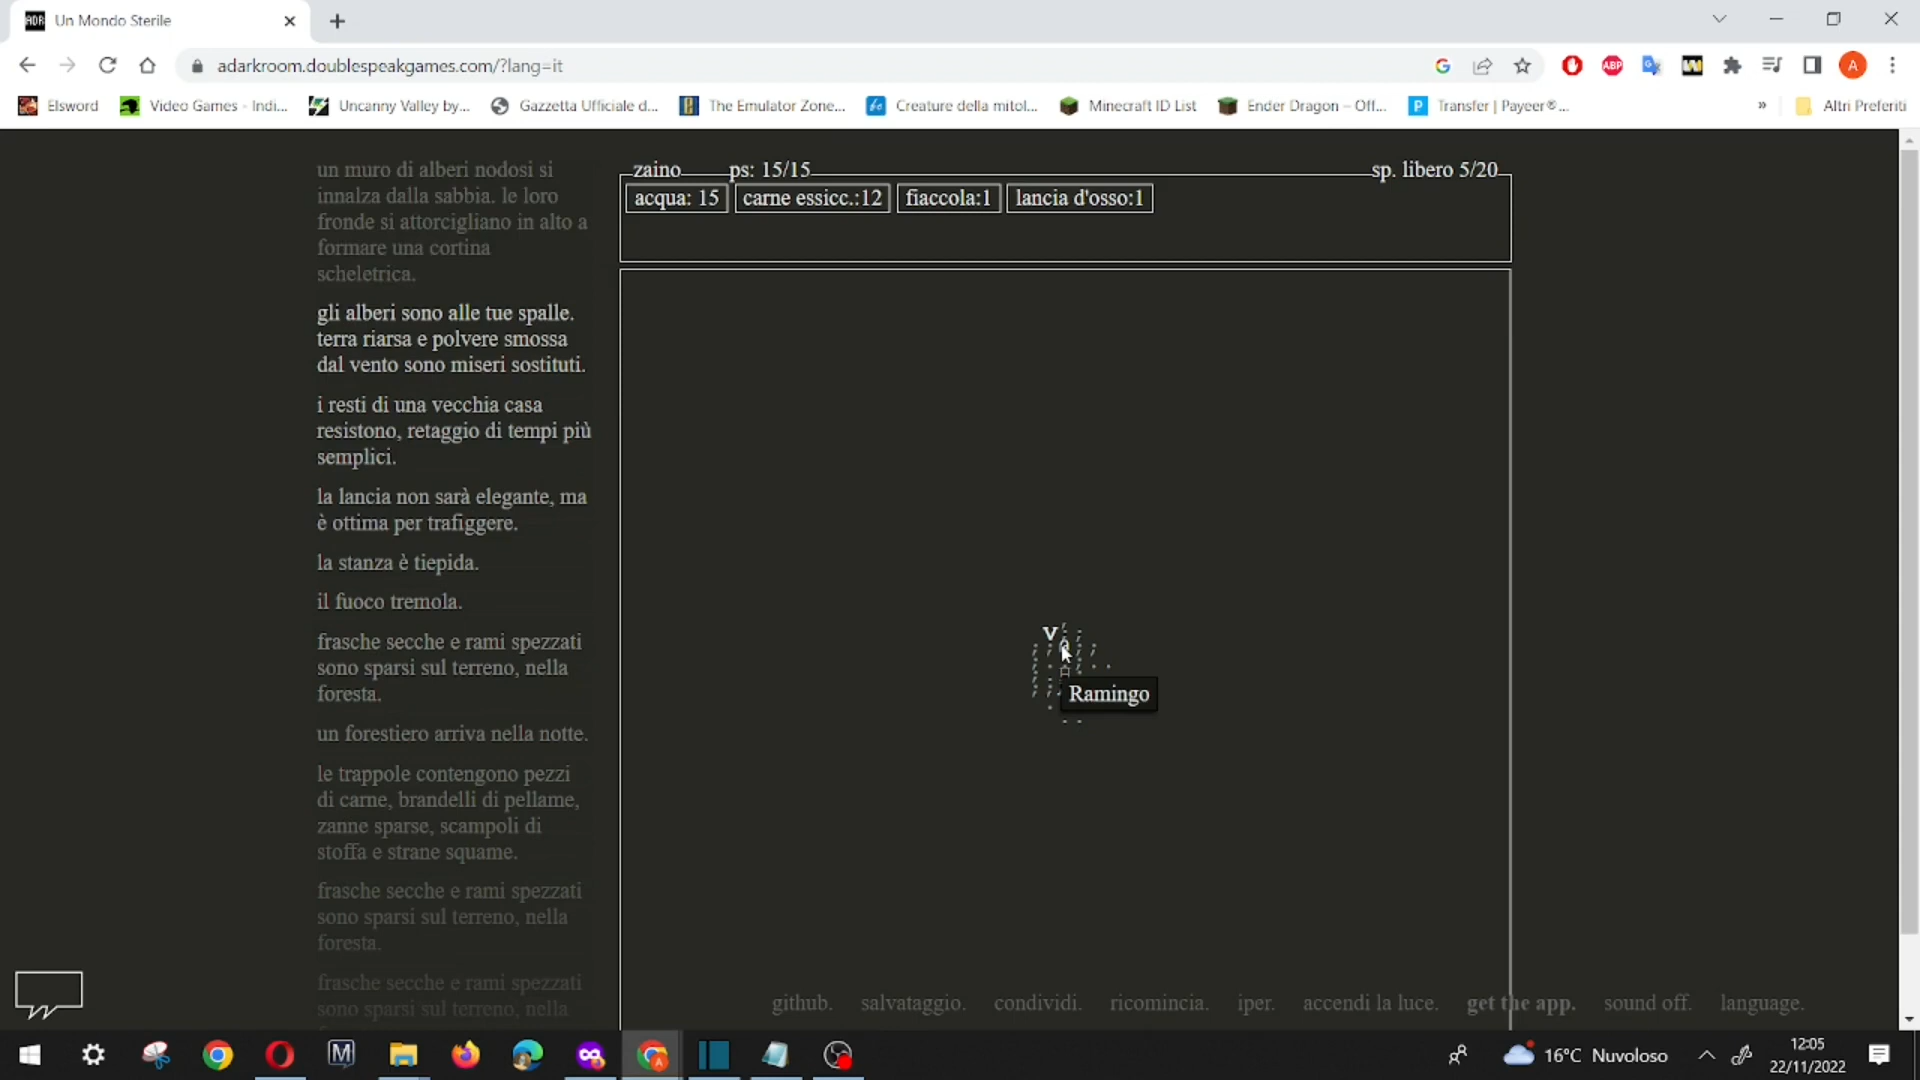 Un Mondo Sterile
adarkroom.doublespeakgames.com/?lang=it
Elsword
Video Games - Indi...
Uncanny Valley by...
Gazzetta Ufficiale d...
The Emulator Zone...
Creature della mitol...
Minecraft ID List
Ender Dragon – Off...
Transfer | Payeer®...
»
Altri Preferiti
un muro di alberi nodosi si
innalza dalla sabbia. le loro
fronde si attorcigliano in alto a
formare una cortina
scheletrica.
gli alberi sono alle tue spalle.
terra riarsa e polvere smossa
dal vento sono miseri sostituti.
i resti di una vecchia casa
resistono, retaggio di tempi più
semplici.
la lancia non sarà elegante, ma
è ottima per trafiggere.
la stanza è tiepida.
il fuoco tremola.
frasche secche e rami spezzati
sono sparsi sul terreno, nella
foresta.
un forestiero arriva nella notte.
le trappole contengono pezzi
di carne, brandelli di pellame,
zanne sparse, scampoli di
stoffa e strane squame.
frasche secche e rami spezzati
sono sparsi sul terreno, nella
foresta.
frasche secche e rami spezzati
sono sparsi sul terreno, nella
zaino
ps: 15/15
sp. libero 5/20
acqua: 15
carne essicc.:12
fiaccola:1
lancia d'osso:1
V
Ramingo
github.
salvataggio.
condividi.
ricomincia.
iper.
accendi la luce.
get the app.
sound off.
language.
16°C Nuvoloso
12:05
22/11/2022